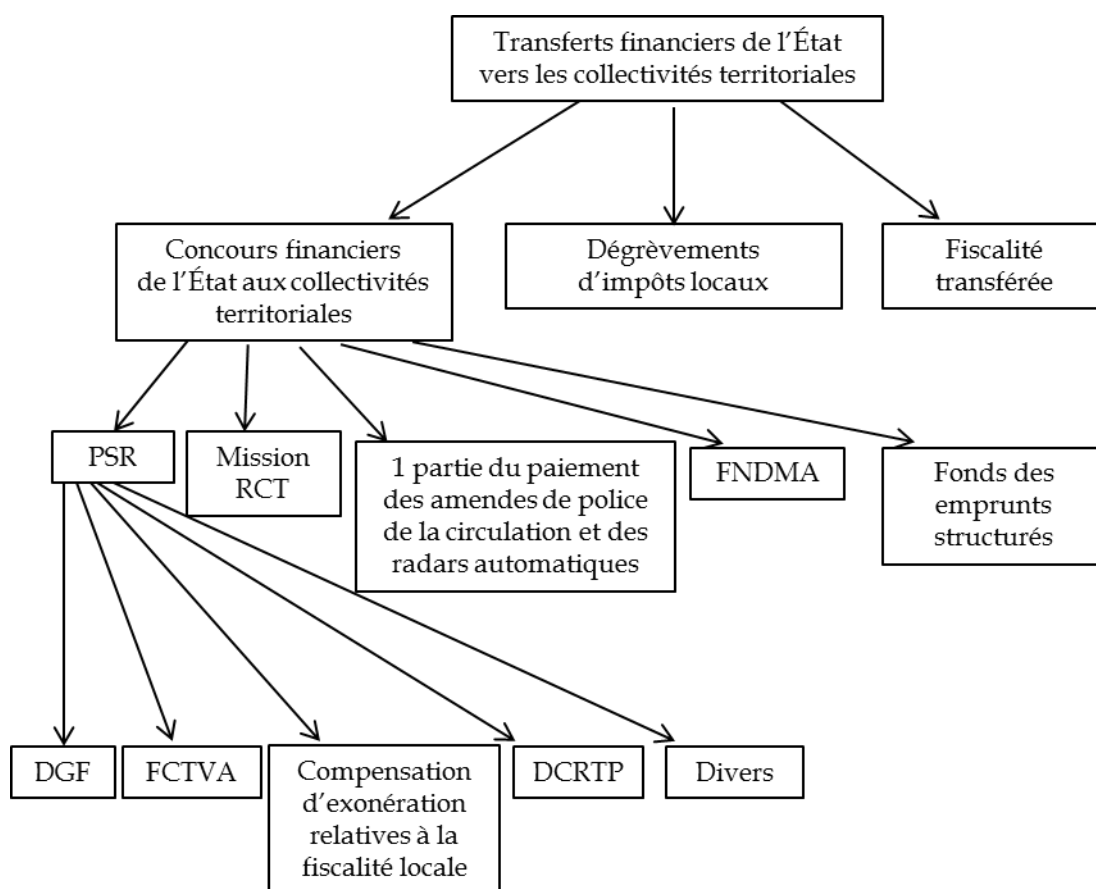 Transferts financiers de l’État
vers les collectivités territoriales
Concours financiers
de l’État aux collectivités
territoriales
Dégrèvements
d’impôts locaux
Fiscalité
transférée
PSR
Mission
RCT
1 partie du paiement
des amendes de police
de la circulation et des
radars automatiques
FNDMA
Fonds des
emprunts
structurés
DGF
FCTVA
Compensation
d’exonération
relatives à la
fiscalité locale
DCRTP
Divers